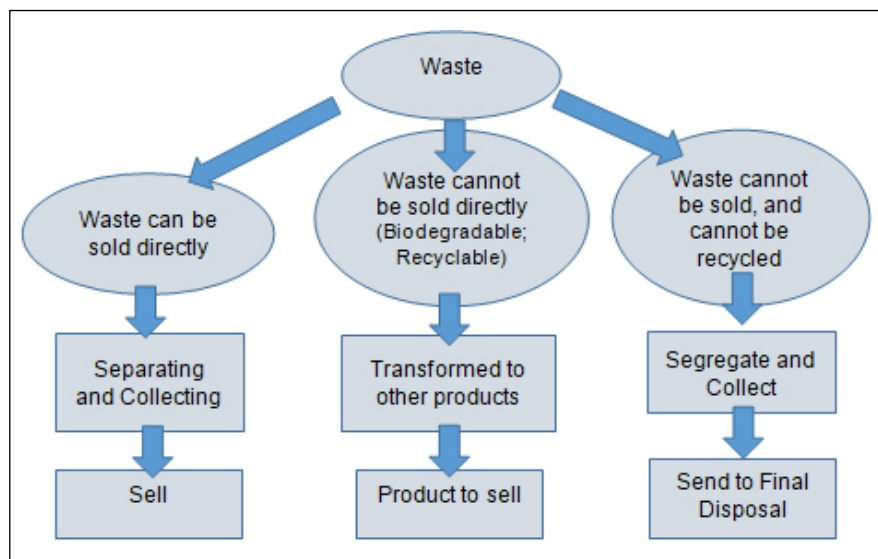 Waste
Waste can be
sold directly
Waste cannot
be sold directly
(Biodegradable;
Recyclable)
Waste cannot
be sold, and
cannot be
recycled
Separating
and Collecting
Transformed to
other products
Segregate and
Collect
Sell
Product to sell
Send to Final
Disposal